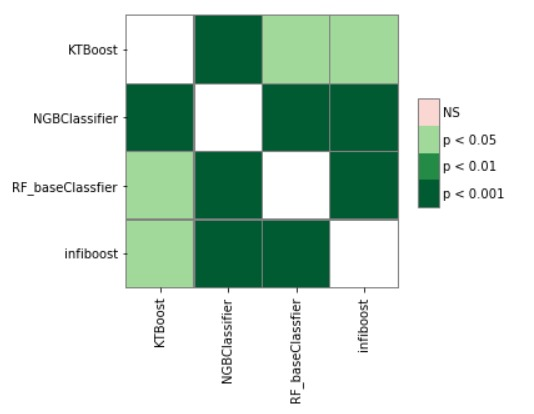 KTBoost
NGBClassifier
RF_baseClassfier
infiboost
KTBoost
NGBClassifier
RF_baseClassfier
infiboost
NS
p < 0.05
p < 0.01
p < 0.001